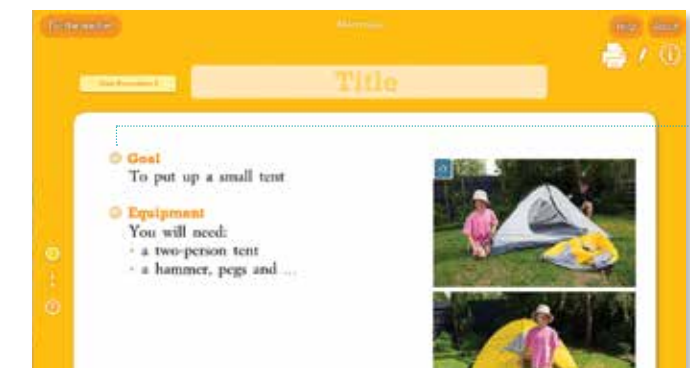 Title
Goal
To put up a small tent
Equipment
You will need:
· a two-person tent
· a hammer, pegs and ...